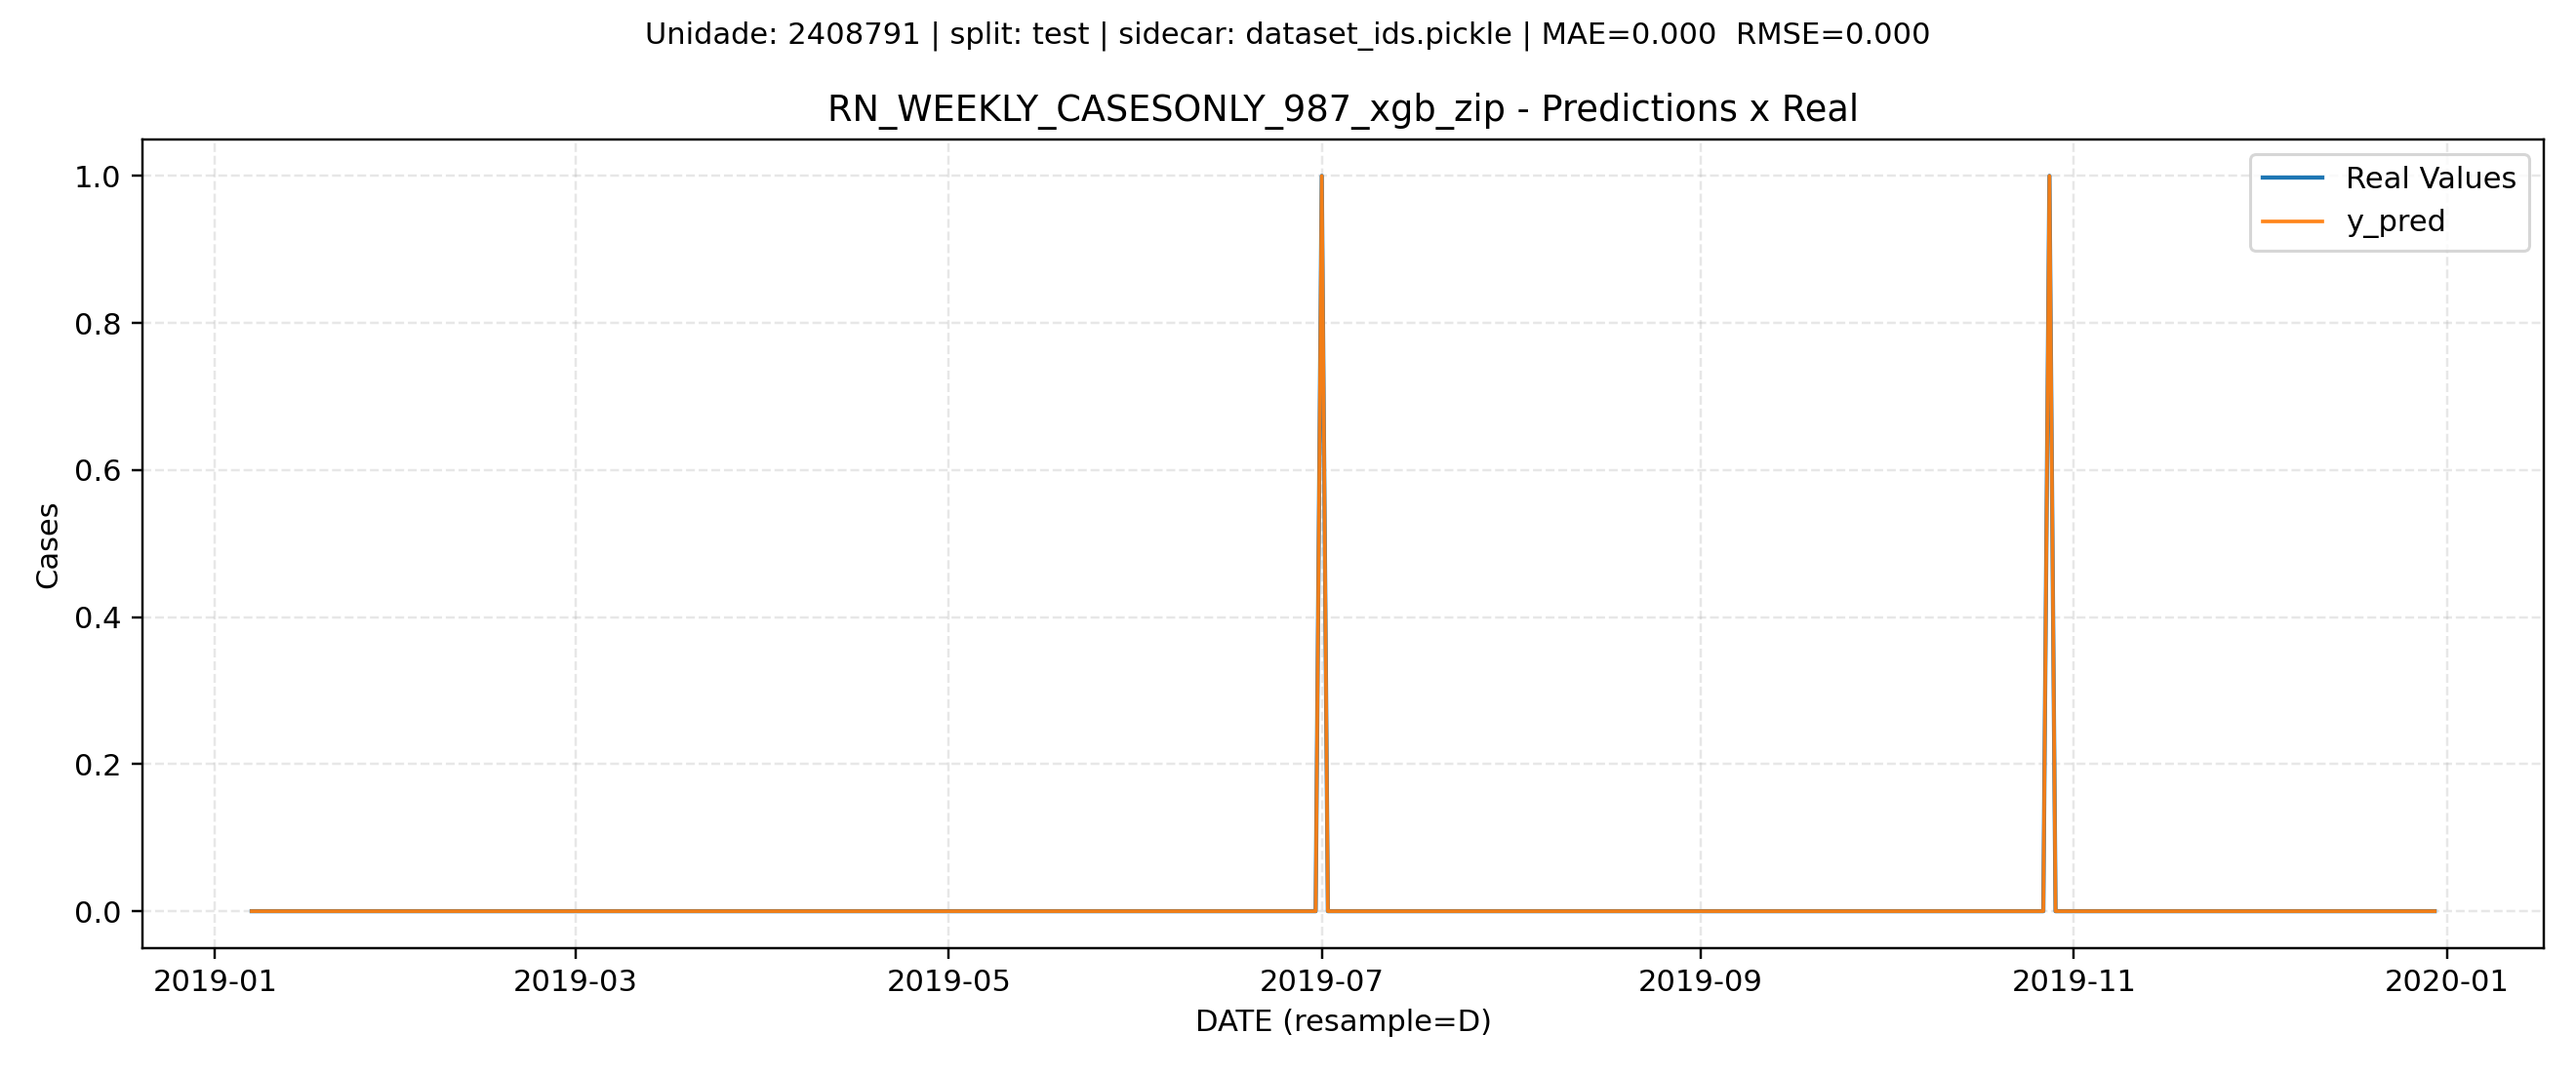 Unidade: 2408791 | split: test | sidecar: dataset_ids.pickle | MAE=0.000  RMSE=0.000
RN_WEEKLY_CASESONLY_987_xgb_zip - Predictions x Real
Real Values
y_pred
1.0
0.8
0.6
0.4
0.2
0.0
Cases
2019-01
2019-03
2019-05
2019-07
2019-09
2019-11
2020-01
DATE (resample=D)